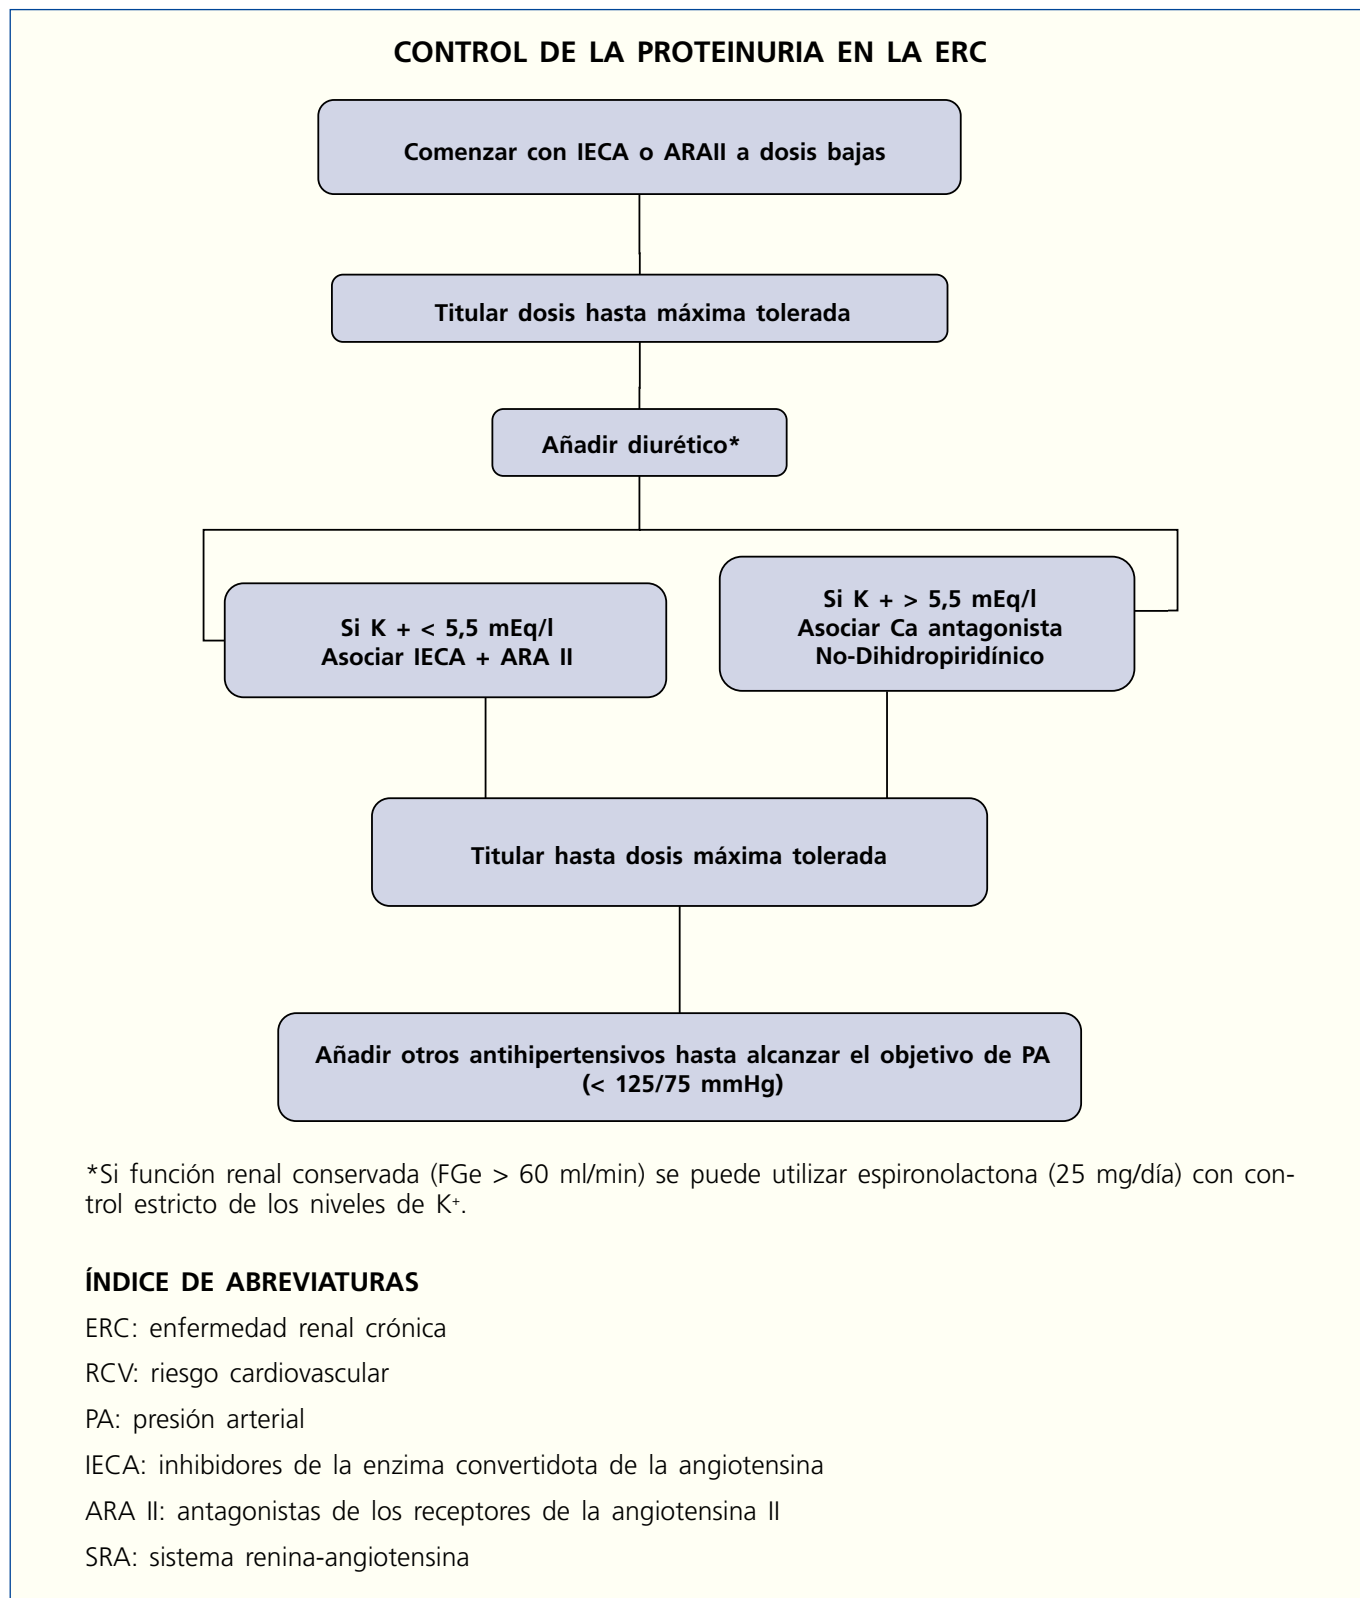 CONTROL DE LA PROTEINURIA EN LA ERC
Comenzar con IECA o ARAII a dosis bajas
Titular dosis hasta máxima tolerada
Añadir diurético*
Si K + < 5,5 mEq/l
Asociar IECA + ARA II
Si K + > 5,5 mEq/l
Asociar Ca antagonista
No-Dihidropiridínico
Titular hasta dosis máxima tolerada
Añadir otros antihipertensivos hasta alcanzar el objetivo de PA
(< 125/75 mmHg)
*Si función renal conservada (FGe > 60 ml/min) se puede utilizar espironolactona (25 mg/día) con con-
trol estricto de los niveles de K⁺.
ÍNDICE DE ABREVIATURAS
ERC: enfermedad renal crónica
RCV: riesgo cardiovascular
PA: presión arterial
IECA: inhibidores de la enzima convertidota de la angiotensina
ARA II: antagonistas de los receptores de la angiotensina II
SRA: sistema renina-angiotensina